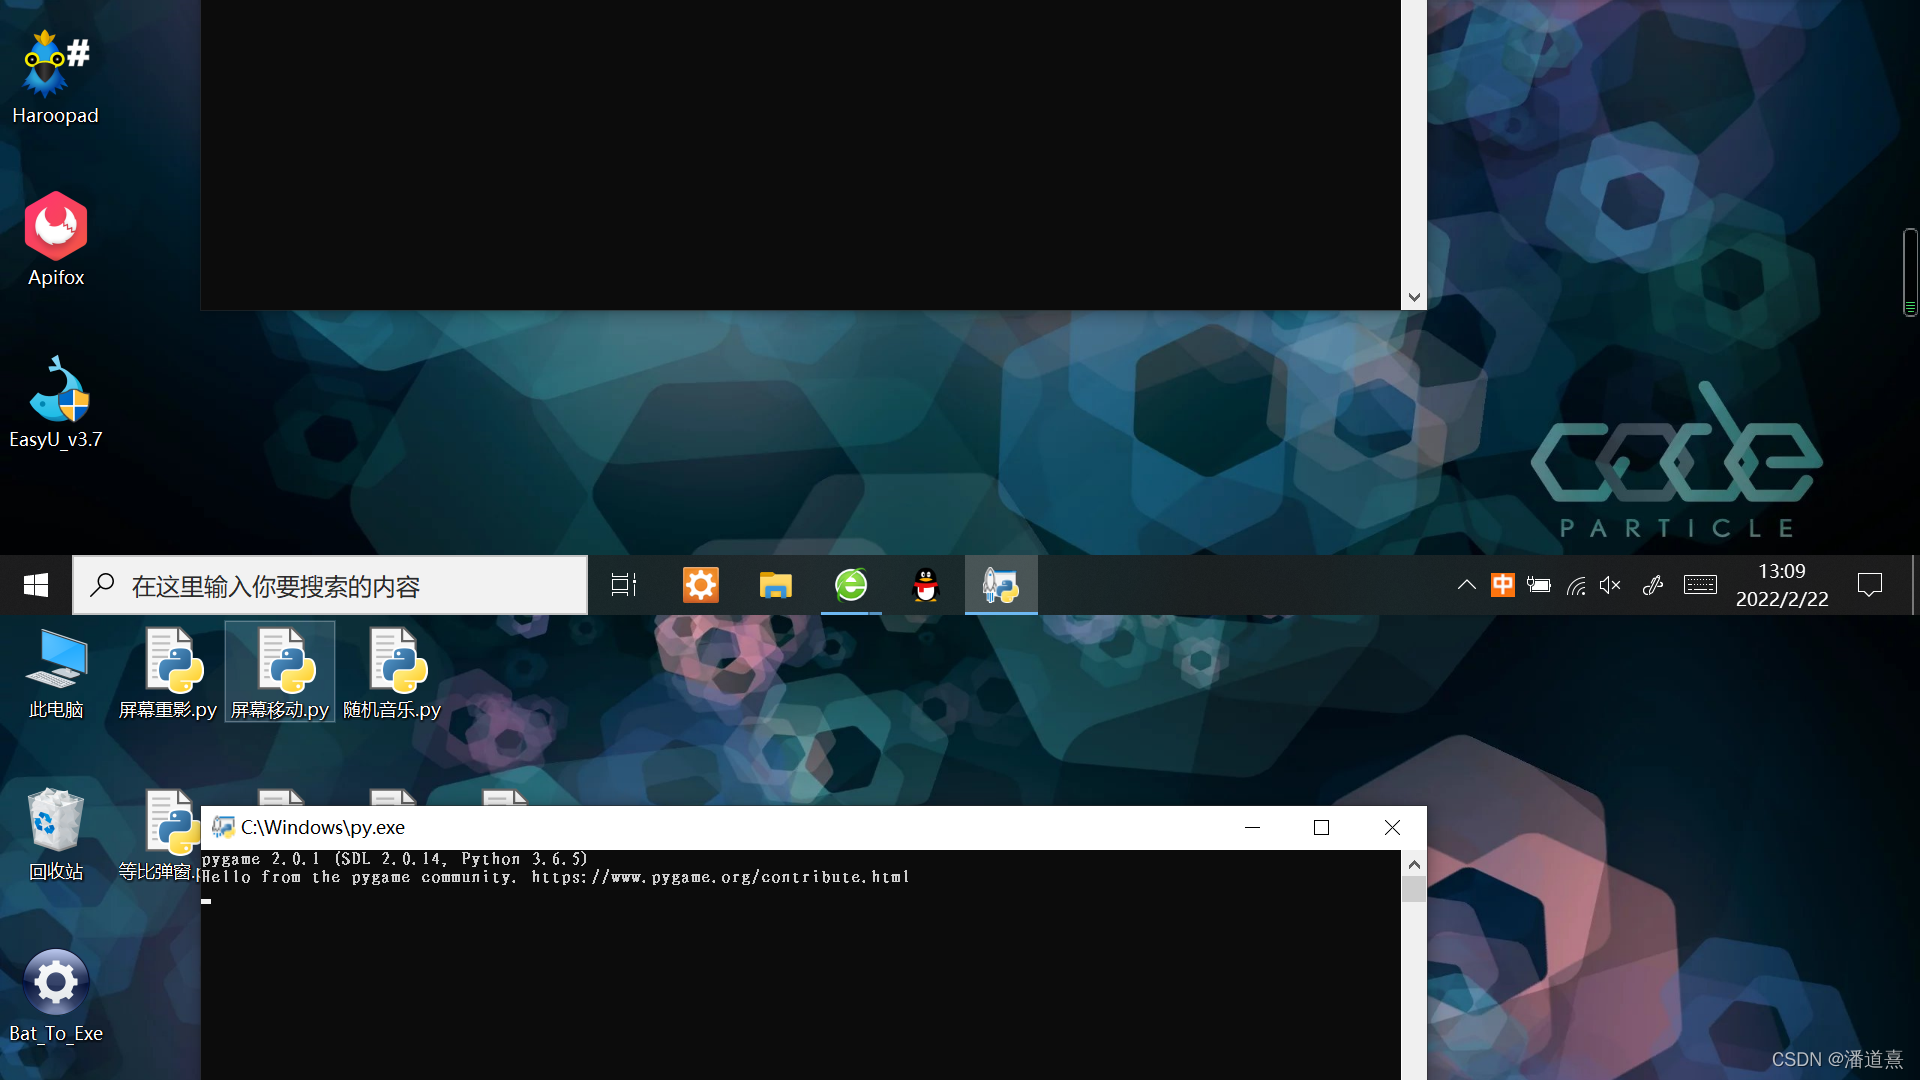 #
Haroopad
Apifox
EasyU_v3.7
code
PARTICLE
在这里输入你要搜索的内容
中
13:09
2022/2/22
此电脑
屏幕重影.py
屏幕移动.py
随机音乐.py
回收站
等比弹窗.
C:\Windows\py.exe
pygame 2.0.1 (SDL 2.0.14, Python 3.6.5)
Hello from the pygame community. https://www.pygame.org/contribute.html
Bat_To_Exe
CSDN @潘道熹